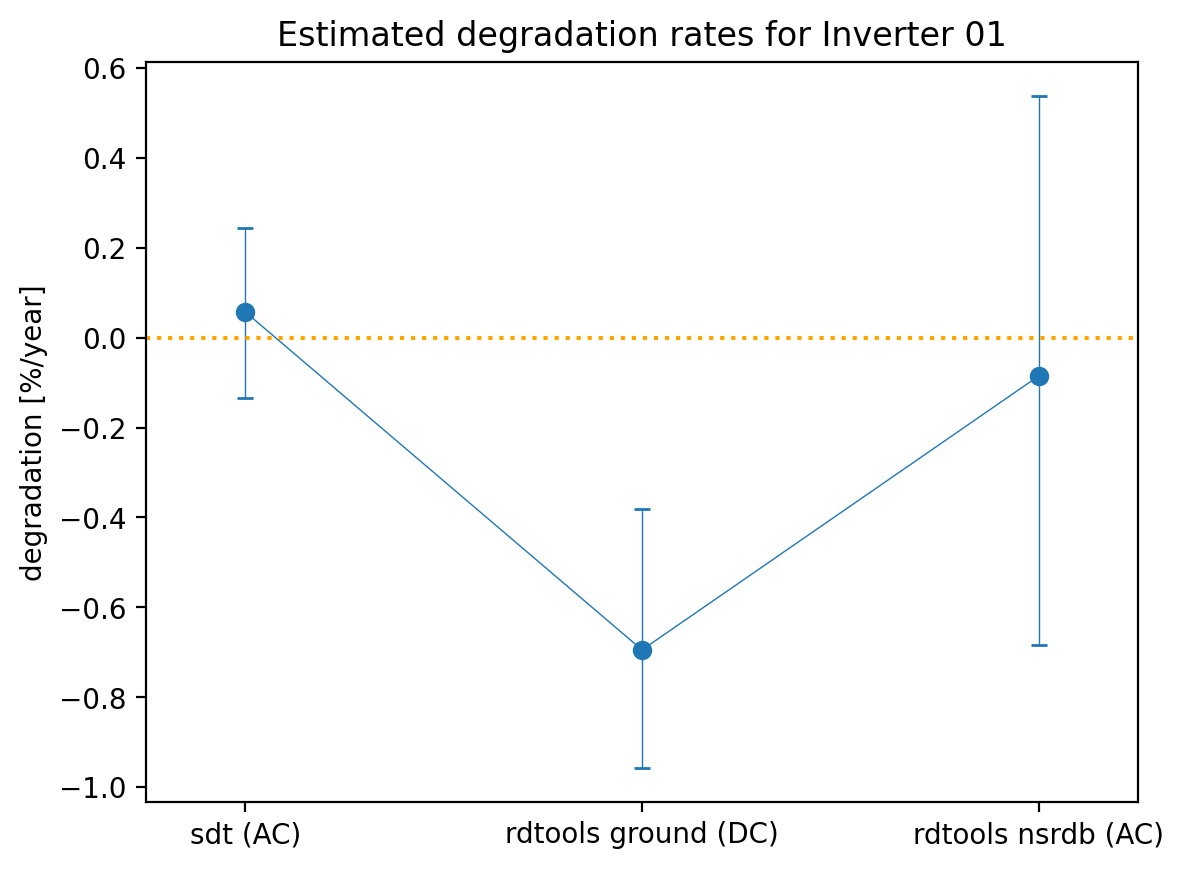 Estimated degradation rates for Inverter 01
degradation [%/year]
0.6
0.4
0.2
0.0
−0.2
−0.4
−0.6
−0.8
−1.0
sdt (AC)
rdtools ground (DC)
rdtools nsrdb (AC)